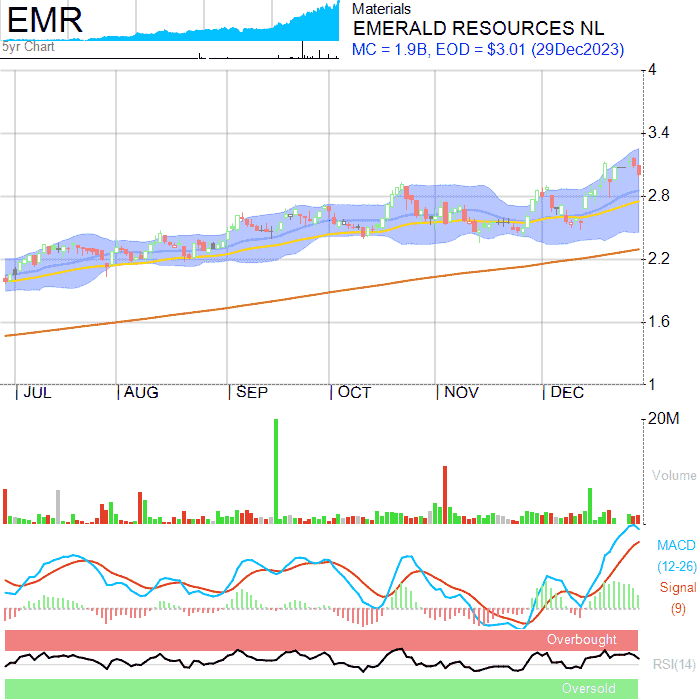 EMR
5yr Chart
Materials
EMERALD RESOURCES NL
MC = 1.9B, EOD = $3.01 (29Dec2023)
4
3.4
2.8
2.2
1.6
1
JUL AUG SEP OCT NOV DEC
20M
Volume
MACD
(12-26)
Signal
(9)
Overbought
RSI(14)
Oversold